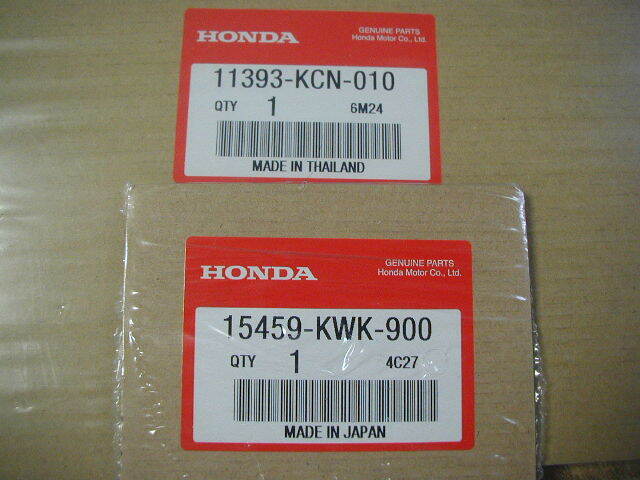 HONDA
GENUINE PARTS
Honda Motor Co., Ltd.
11393-KCN-010
QTY 1 6M24
MADE IN THAILAND
HONDA
GENUINE PARTS
Honda Motor Co., Ltd.
15459-KWK-900
QTY 1 4C27
MADE IN JAPAN